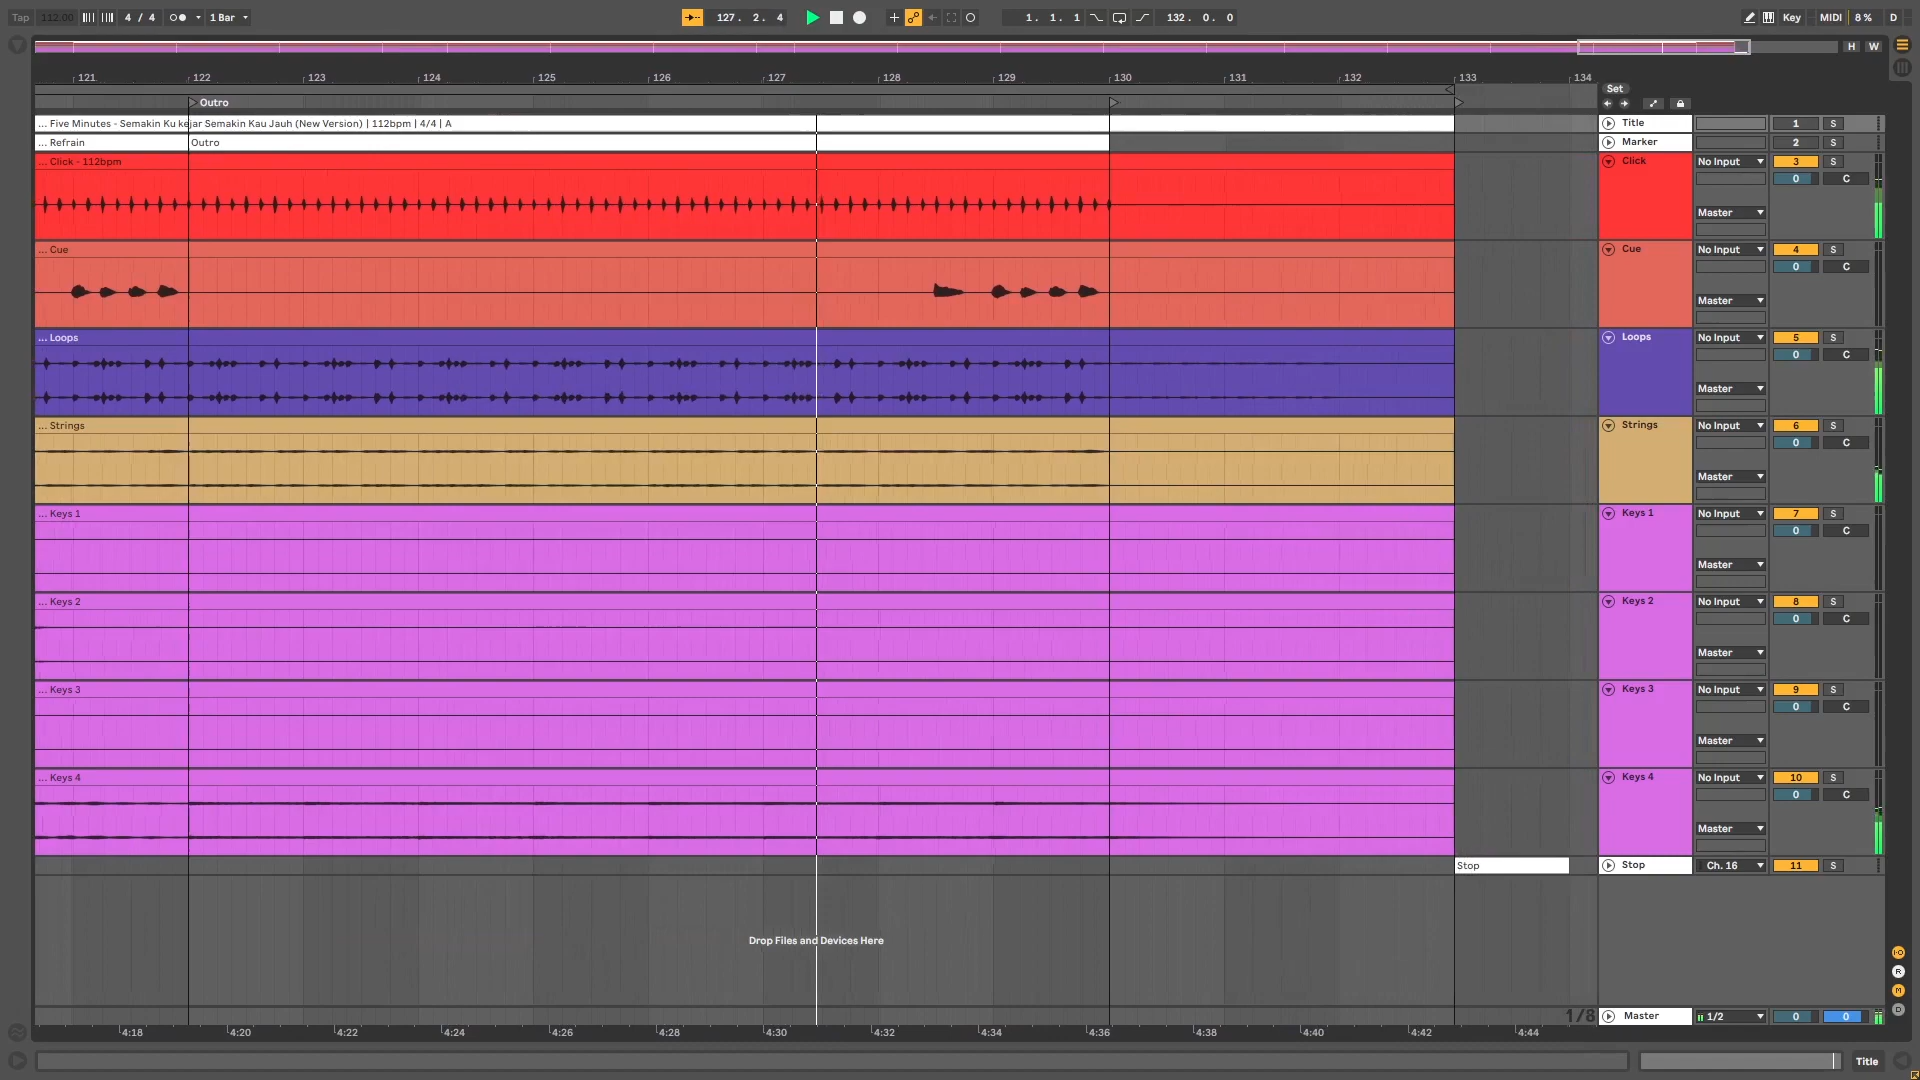 Tap 112.00 4 / 4 1 Bar 127. 2. 4 1. 1. 1 132. 0. 0 Key MIDI 8 % D
H W
121 122 123 124 125 126 127 128 129 130 131 132 133 134
Set
Outro
... Five Minutes - Semakin Ku kejar Semakin Kau Jauh (New Version) | 112bpm | 4/4 | A Title 1 S
... Refrain Outro Marker 2 S
... Click - 112bpm Click No Input 3 S
0 C
Master
... Cue Cue No Input 4 S
0 C
Master
... Loops Loops No Input 5 S
0 C
Master
... Strings Strings No Input 6 S
0 C
Master
... Keys 1 Keys 1 No Input 7 S
0 C
Master
... Keys 2 Keys 2 No Input 8 S
0 C
Master
... Keys 3 Keys 3 No Input 9 S
0 C
Master
... Keys 4 Keys 4 No Input 10 S
0 C
Master
Stop Stop Ch. 16 11 S
Drop Files and Devices Here
I·O
R
M
D
1/8 Master 1/2 0 0
4:18 4:20 4:22 4:24 4:26 4:28 4:30 4:32 4:34 4:36 4:38 4:40 4:42 4:44
Title